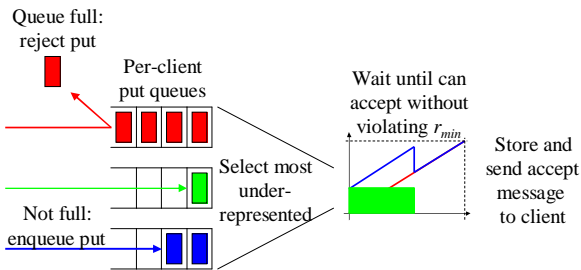 Queue full:
reject put
Per-client
put queues
Not full:
enqueue put
Select most
under-
represented
Wait until can
accept without
violating r_min
Store and
send accept
message
to client